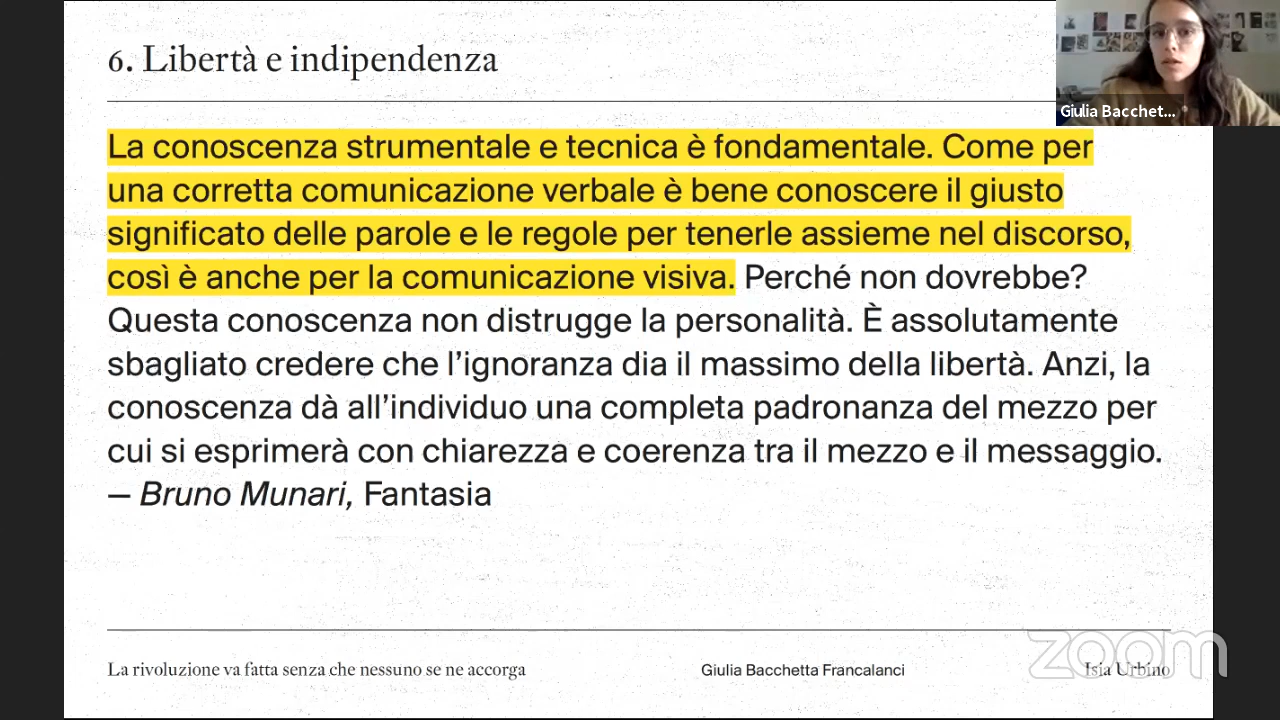 6. Libertà e indipendenza
Giulia Bacchet...
La conoscenza strumentale e tecnica è fondamentale. Come per
una corretta comunicazione verbale è bene conoscere il giusto
significato delle parole e le regole per tenerle assieme nel discorso,
così è anche per la comunicazione visiva. Perché non dovrebbe?
Questa conoscenza non distrugge la personalità. È assolutamente
sbagliato credere che l’ignoranza dia il massimo della libertà. Anzi, la
conoscenza dà all’individuo una completa padronanza del mezzo per
cui si esprimerà con chiarezza e coerenza tra il mezzo e il messaggio.
— Bruno Munari, Fantasia
zoom
La rivoluzione va fatta senza che nessuno se ne accorga
Giulia Bacchetta Francalanci
Isia Urbino